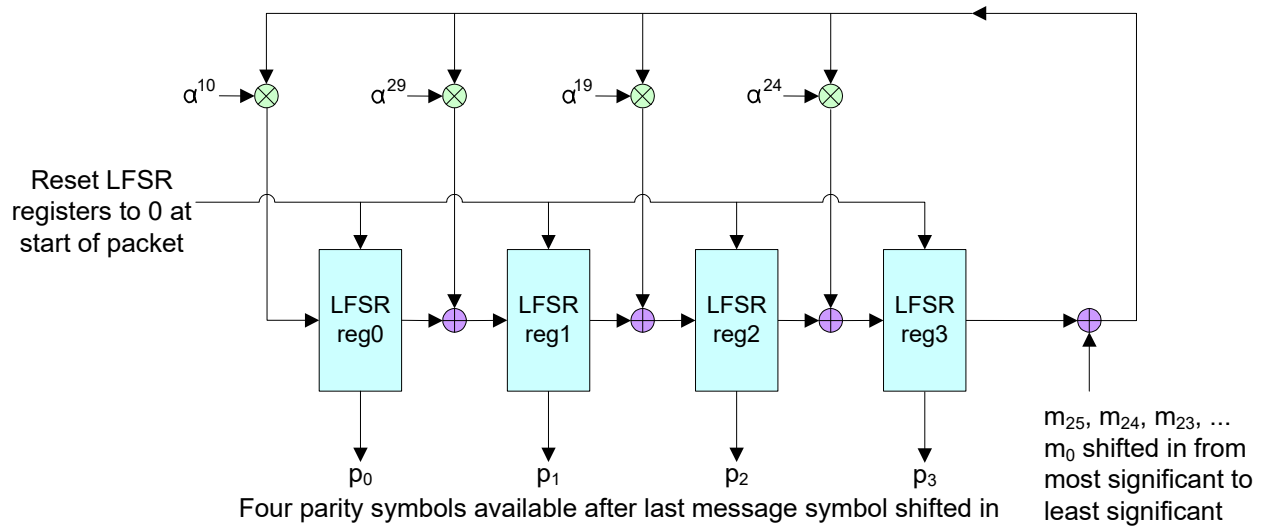 α¹⁰
α²⁹
α¹⁹
α²⁴
Reset LFSR
registers to 0 at
start of packet
LFSR
reg0
LFSR
reg1
LFSR
reg2
LFSR
reg3
p₀
p₁
p₂
p₃
Four parity symbols available after last message symbol shifted in
m₂₅, m₂₄, m₂₃, ...
m₀ shifted in from
most significant to
least significant